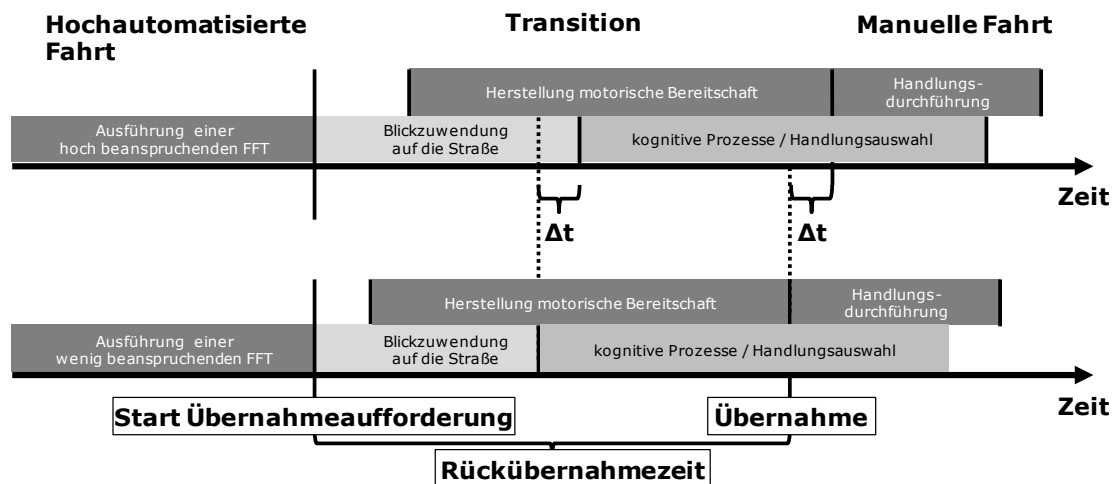 Hochautomatisierte
Fahrt
Transition
Manuelle Fahrt
Herstellung motorische Bereitschaft
Handlungs-
durchführung
Ausführung einer
hoch beanspruchenden FFT
Blickzuwendung
auf die Straße
kognitive Prozesse / Handlungsauswahl
Zeit
Δt
Δt
Herstellung motorische Bereitschaft
Handlungs-
durchführung
Ausführung einer
wenig beanspruchenden FFT
Blickzuwendung
auf die Straße
kognitive Prozesse / Handlungsauswahl
Zeit
Start Übernahmeaufforderung
Übernahme
Rückübernahmezeit